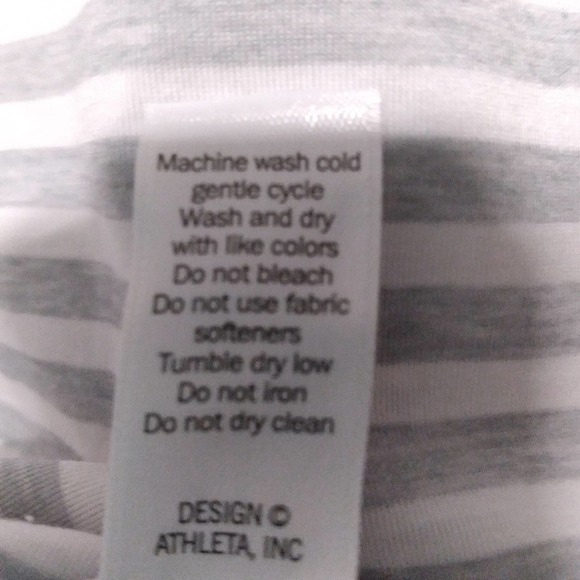 Machine wash cold
gentle cycle
Wash and dry
with like colors
Do not bleach
Do not use fabric
softeners
Tumble dry low
Do not iron
Do not dry clean
DESIGN ©
ATHLETA, INC